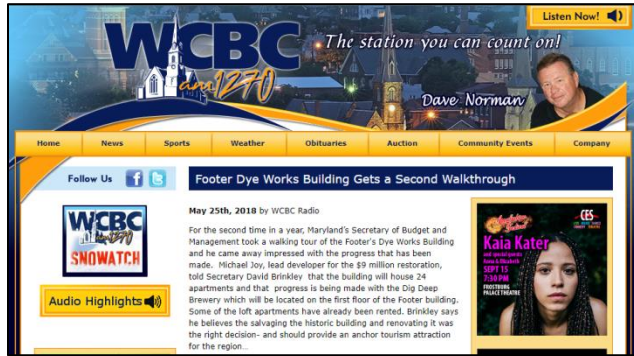 Listen Now!
WCBC
am1270
The station you can count on!
Dave Norman
Home News Sports Weather Obituaries Auction Community Events Company
Follow Us
WCBC
am1270
SNOWATCH
Audio Highlights
Footer Dye Works Building Gets a Second Walkthrough
May 25th, 2018 by WCBC Radio
For the second time in a year, Maryland's Secretary of Budget and
Management took a walking tour of the Footer's Dye Works Building
and he came away impressed with the progress that has been
made. Michael Joy, lead developer for the $9 million restoration,
told Secretary David Brinkley that the building will house 24
apartments and that progress is being made with the Dig Deep
Brewery which will be located on the first floor of the Footer building.
Some of the loft apartments have already been rented. Brinkley says
he believes the salvaging the historic building and renovating it was
the right decision- and should provide an anchor tourism attraction
for the region…
CES
Kaia Kater
and special guests
SEPT 15
7:30 PM
FROSTBURG
PALACE THEATRE